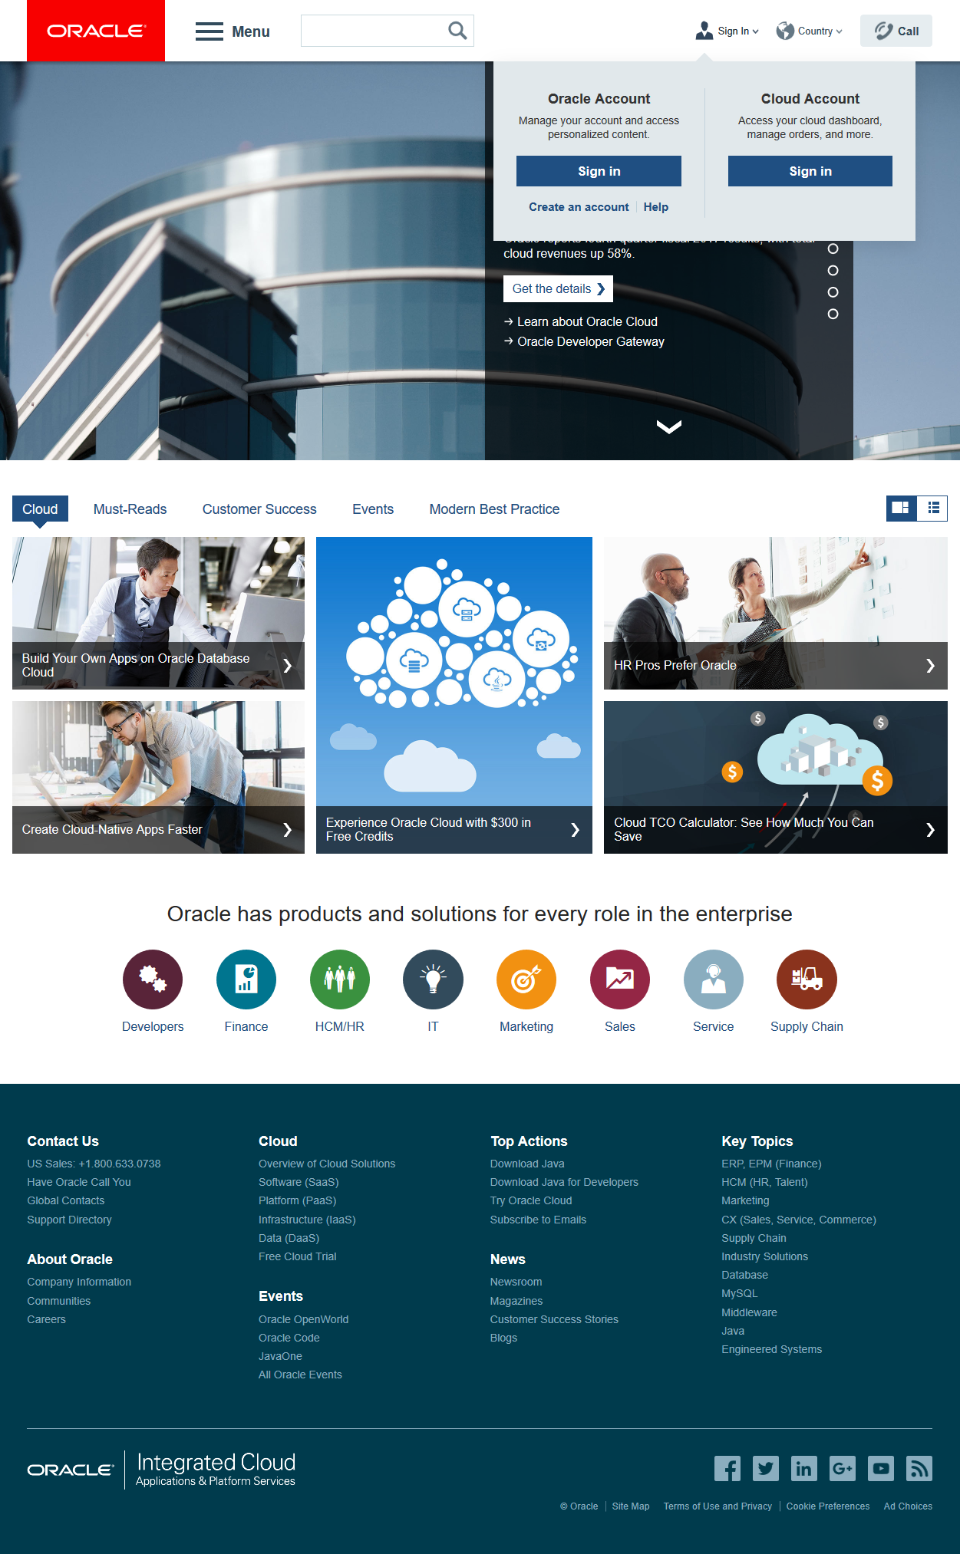 ORACLE
Menu
Sign In
Country
Call
Oracle Account
Manage your account and access
personalized content.
Sign in
Create an account
Help
Cloud Account
Access your cloud dashboard,
manage orders, and more.
Sign in
cloud revenues up 58%.
Get the details
Learn about Oracle Cloud
Oracle Developer Gateway
Cloud
Must-Reads
Customer Success
Events
Modern Best Practice
Build Your Own Apps on Oracle Database
Cloud
Create Cloud-Native Apps Faster
Experience Oracle Cloud with $300 in
Free Credits
HR Pros Prefer Oracle
Cloud TCO Calculator: See How Much You Can
Save
Oracle has products and solutions for every role in the enterprise
Developers
Finance
HCM/HR
IT
Marketing
Sales
Service
Supply Chain
Contact Us
US Sales: +1.800.633.0738
Have Oracle Call You
Global Contacts
Support Directory
About Oracle
Company Information
Communities
Careers
Cloud
Overview of Cloud Solutions
Software (SaaS)
Platform (PaaS)
Infrastructure (IaaS)
Data (DaaS)
Free Cloud Trial
Events
Oracle OpenWorld
Oracle Code
JavaOne
All Oracle Events
Top Actions
Download Java
Download Java for Developers
Try Oracle Cloud
Subscribe to Emails
News
Newsroom
Magazines
Customer Success Stories
Blogs
Key Topics
ERP, EPM (Finance)
HCM (HR, Talent)
Marketing
CX (Sales, Service, Commerce)
Supply Chain
Industry Solutions
Database
MySQL
Middleware
Java
Engineered Systems
ORACLE
Integrated Cloud
Applications & Platform Services
© Oracle
Site Map
Terms of Use and Privacy
Cookie Preferences
Ad Choices